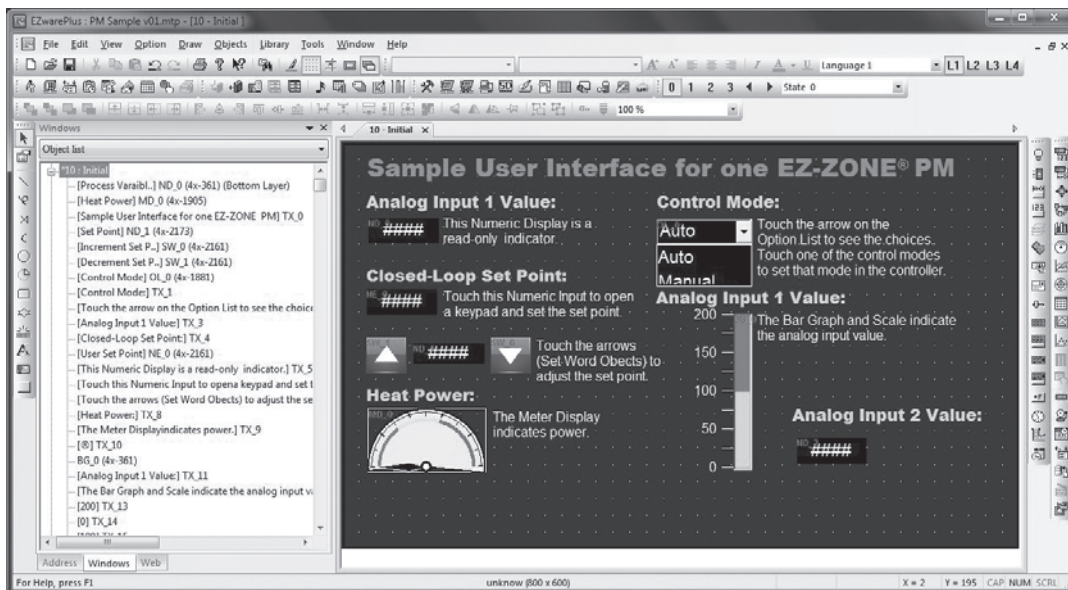 EZwarePlus : PM Sample v01.mtp - [10 - Initial ]
File Edit View Option Draw Objects Library Tools Window Help
Language 1
L1 L2 L3 L4
0 1 2 3 State 0
100 %
Windows
10 - Initial
Object list
*10 : Initial
[Process Varaibl..] ND_0 (4x-361) (Bottom Layer)
[Heat Power] MD_0 (4x-1905)
[Sample User Interface for one EZ-ZONE PM] TX_0
[Set Point] ND_1 (4x-2173)
[Increment Set P..] SW_0 (4x-2161)
[Decrement Set P..] SW_1 (4x-2161)
[Control Mode] OL_0 (4x-1881)
[Control Mode:] TX_1
[Touch the arrow on the Option List to see the choice
[Analog Input 1 Value:] TX_3
[Closed-Loop Set Point:] TX_4
[User Set Point] NE_0 (4x-2161)
[This Numeric Display is a read-only indicator.] TX_5
[Touch this Numeric Input to opena keypad and set t
[Touch the arrows (Set Word Obects) to adjust the se
[Heat Power:] TX_8
[The Meter Displayindicates power.] TX_9
[®] TX_10
BG_0 (4x-361)
[Analog Input 1 Value:] TX_11
[The Bar Graph and Scale indicate the analog input v
[200] TX_13
[0] TX_14
Address Windows Web
Sample User Interface for one EZ-ZONE® PM
Analog Input 1 Value:
ND_0
####
This Numeric Display is a
read-only indicator.
Closed-Loop Set Point:
NE_0
####
Touch this Numeric Input to open
a keypad and set the set point.
SW_0
ND
####
SW_1
Touch the arrows
(Set Word Obects) to
adjust the set point.
Heat Power:
MD_0
The Meter Display
indicates power.
Control Mode:
Auto
Auto
Manual
Touch the arrow on the
Option List to see the choices.
Touch one of the control modes
to set that mode in the controller.
Analog Input 1 Value:
200
150
100
50
0
The Bar Graph and Scale indicate
the analog input value.
Analog Input 2 Value:
####
For Help, press F1
unknow (800 x 600)
X = 2 Y = 195 CAP NUM SCRL